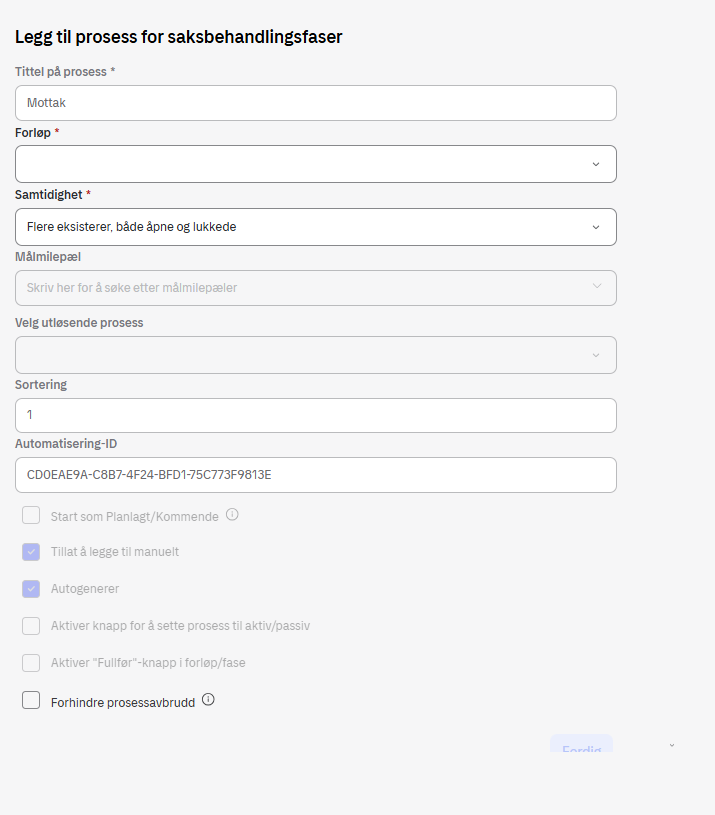 Legg til prosess for saksbehandlingsfaser
Tittel på prosess *
Mottak
Forløp *
Samtidighet *
Flere eksisterer, både åpne og lukkede
Målmilepæl
Skriv her for å søke etter målmilepæler
Velg utløsende prosess
Sortering
1
Automatisering-ID
CD0EAE9A-C8B7-4F24-BFD1-75C773F9813E
Start som Planlagt/Kommende
Tillat å legge til manuelt
Autogenerer
Aktiver knapp for å sette prosess til aktiv/passiv
Aktiver "Fullfør"-knapp i forløp/fase
Forhindre prosessavbrudd
Ferdig